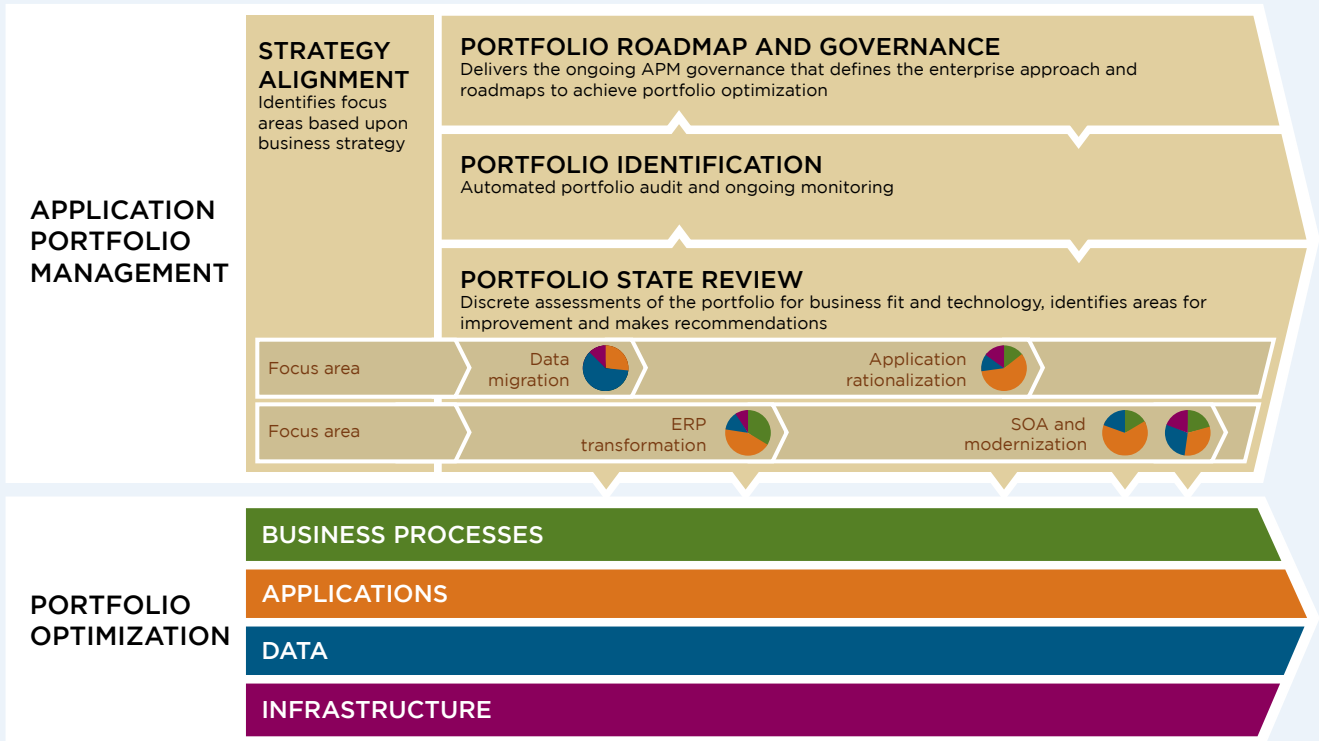 APPLICATION
PORTFOLIO
MANAGEMENT
STRATEGY
ALIGNMENT
Identifies focus
areas based upon
business strategy
PORTFOLIO ROADMAP AND GOVERNANCE
Delivers the ongoing APM governance that defines the enterprise approach and
roadmaps to achieve portfolio optimization
PORTFOLIO IDENTIFICATION
Automated portfolio audit and ongoing monitoring
PORTFOLIO STATE REVIEW
Discrete assessments of the portfolio for business fit and technology, identifies areas for
improvement and makes recommendations
Focus area
Data
migration
Application
rationalization
Focus area
ERP
transformation
SOA and
modernization
PORTFOLIO
OPTIMIZATION
BUSINESS PROCESSES
APPLICATIONS
DATA
INFRASTRUCTURE